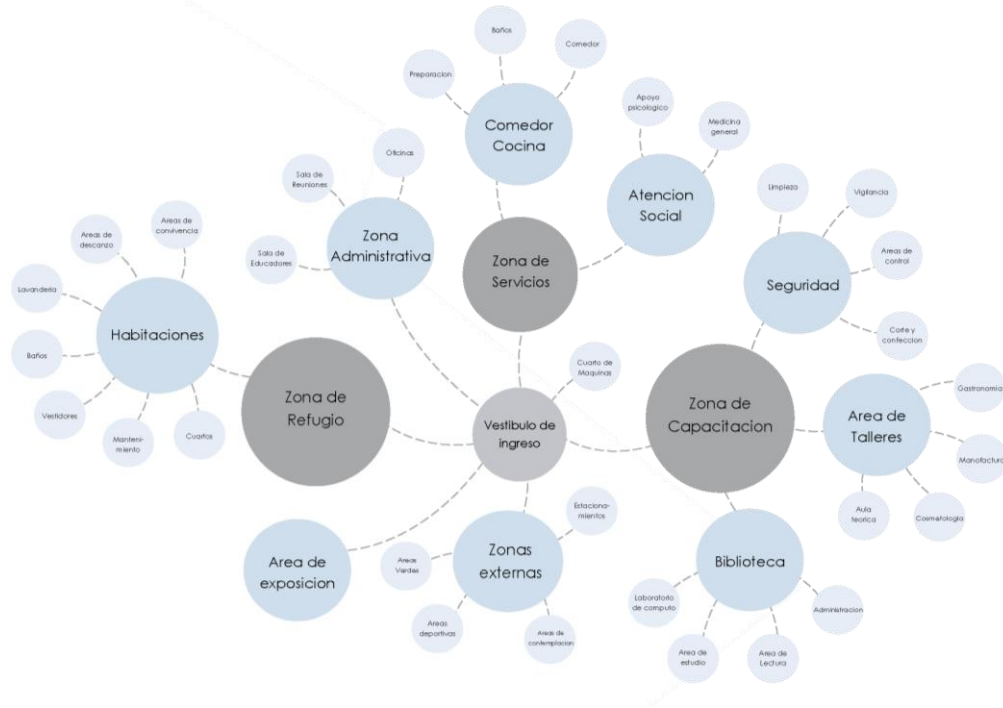 Baños
Comedor
Preparacion
Comedor
Cocina
Apoyo
psicologico
Medicina
general
Atencion
Social
Oficinas
Sala de
Reuniones
Sala de
Educadores
Zona
Administrativa
Zona de
Servicios
Limpieza
Vigilancia
Areas de
control
Corte y
confeccion
Seguridad
Areas de
convivencia
Areas de
descanzo
Lavanderia
Baños
Vestidores
Manteni-
miento
Cuartos
Habitaciones
Zona de
Refugio
Cuarto de
Maquinas
Vestibulo de
ingreso
Zona de
Capacitacion
Area de
Talleres
Gastronomia
Manofactura
Cosmetologia
Aula
teorica
Area de
exposicion
Zonas
externas
Estaciona-
mientos
Areas
Verdes
Areas
deportivas
Areas de
contemplacion
Biblioteca
Laboratorio
de computo
Area de
estudio
Area de
Lectura
Administracion